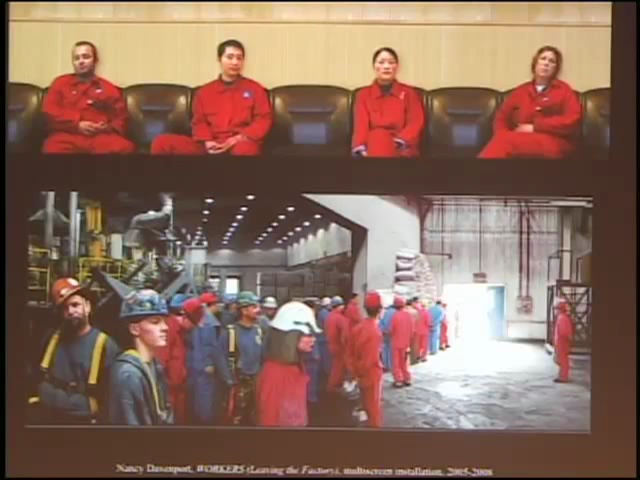 Nancy Davenport, WORKERS (Leaving the Factory), multiscreen installation, 2005-2008